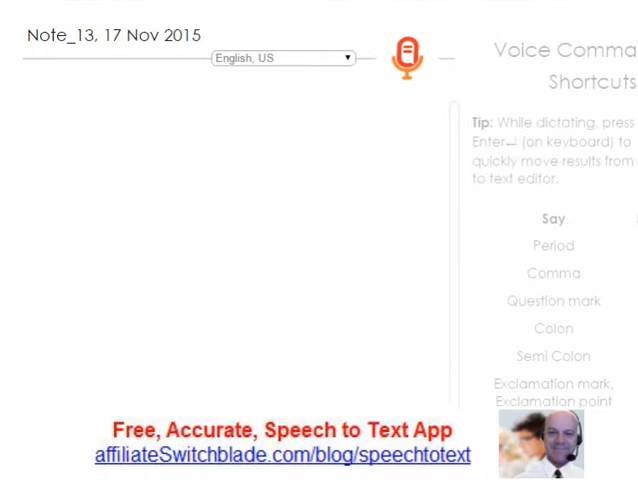 Note_13, 17 Nov 2015
English, US
Voice Comma
Shortcuts
Tip: While dictating, press
Enter↵ (on keyboard) to
quickly move results from
to text editor.
Say
Period
Comma
Question mark
Colon
Semi Colon
Exclamation mark,
Exclamation point
Free, Accurate, Speech to Text App
affiliateSwitchblade.com/blog/speechtotext